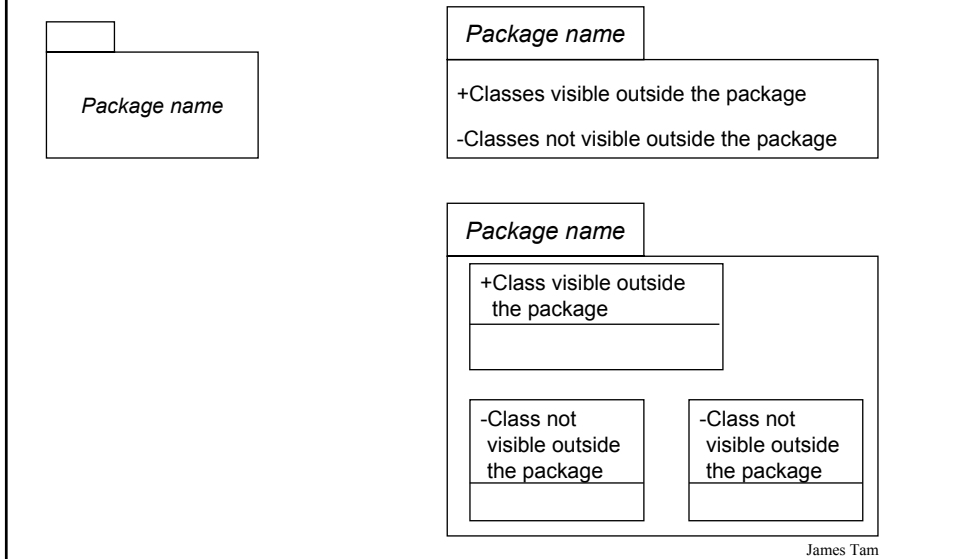 Package name
Package name
+Classes visible outside the package
-Classes not visible outside the package
Package name
+Class visible outside
the package
-Class not
visible outside
the package
-Class not
visible outside
the package
James Tam